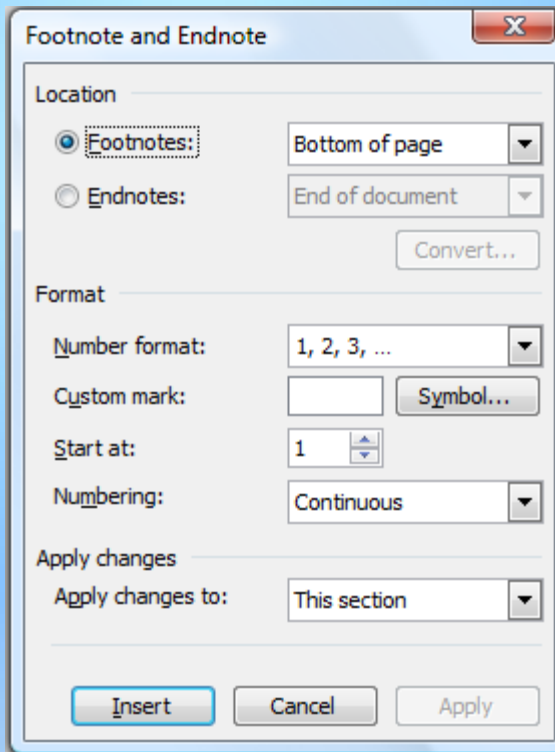 Footnote and Endnote
Location
Footnotes: Bottom of page
Endnotes: End of document
Convert...
Format
Number format: 1, 2, 3, ...
Custom mark: Symbol...
Start at: 1
Numbering: Continuous
Apply changes
Apply changes to: This section
Insert Cancel Apply